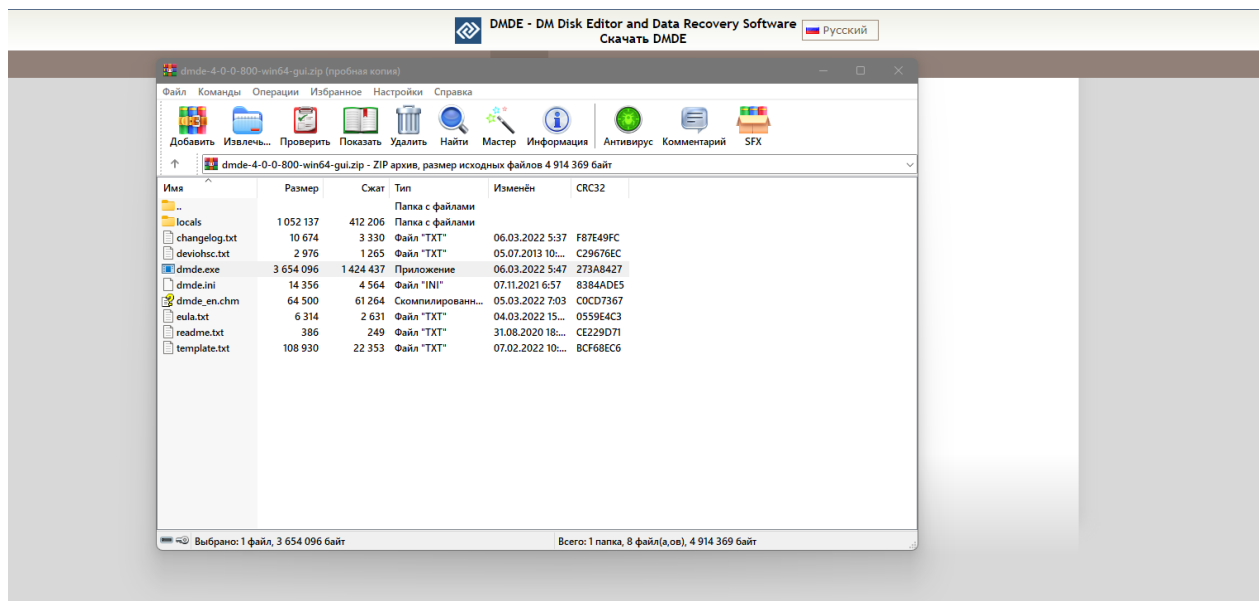 DMDE - DM Disk Editor and Data Recovery Software
Скачать DMDE
Русский
dmde-4-0-0-800-win64-gui.zip (пробная копия)
Файл Команды Операции Избранное Настройки Справка
Добавить Извлечь... Проверить Показать Удалить Найти Мастер Информация Антивирус Комментарий SFX
dmde-4-0-0-800-win64-gui.zip - ZIP архив, размер исходных файлов 4 914 369 байт
Имя Размер Сжат Тип Изменён CRC32
.. Папка с файлами
locals 1 052 137 412 206 Папка с файлами
changelog.txt 10 674 3 330 Файл "TXT" 06.03.2022 5:37 F87E49FC
deviohsc.txt 2 976 1 265 Файл "TXT" 05.07.2013 10:... C29676EC
dmde.exe 3 654 096 1 424 437 Приложение 06.03.2022 5:47 273A8427
dmde.ini 14 356 4 564 Файл "INI" 07.11.2021 6:57 8384ADE5
dmde_en.chm 64 500 61 264 Скомпилированн... 05.03.2022 7:03 C0CD7367
eula.txt 6 314 2 631 Файл "TXT" 04.03.2022 15... 0559E4C3
readme.txt 386 249 Файл "TXT" 31.08.2020 18:... CE229D71
template.txt 108 930 22 353 Файл "TXT" 07.02.2022 10:... BCF68EC6
Выбрано: 1 файл, 3 654 096 байт Всего: 1 папка, 8 файл(а,ов), 4 914 369 байт